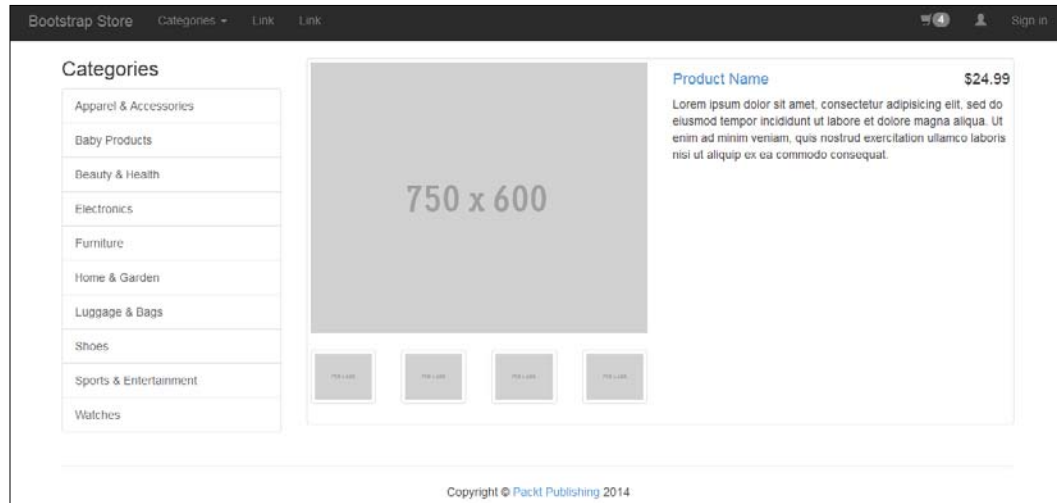 Bootstrap Store Categories Link Link 4 Sign in
Categories
Apparel & Accessories
Baby Products
Beauty & Health
Electronics
Furniture
Home & Garden
Luggage & Bags
Shoes
Sports & Entertainment
Watches
750 x 600
Product Name $24.99
Lorem ipsum dolor sit amet, consectetur adipisicing elit, sed do
eiusmod tempor incididunt ut labore et dolore magna aliqua. Ut
enim ad minim veniam, quis nostrud exercitation ullamco laboris
nisi ut aliquip ex ea commodo consequat.
Copyright © Packt Publishing 2014